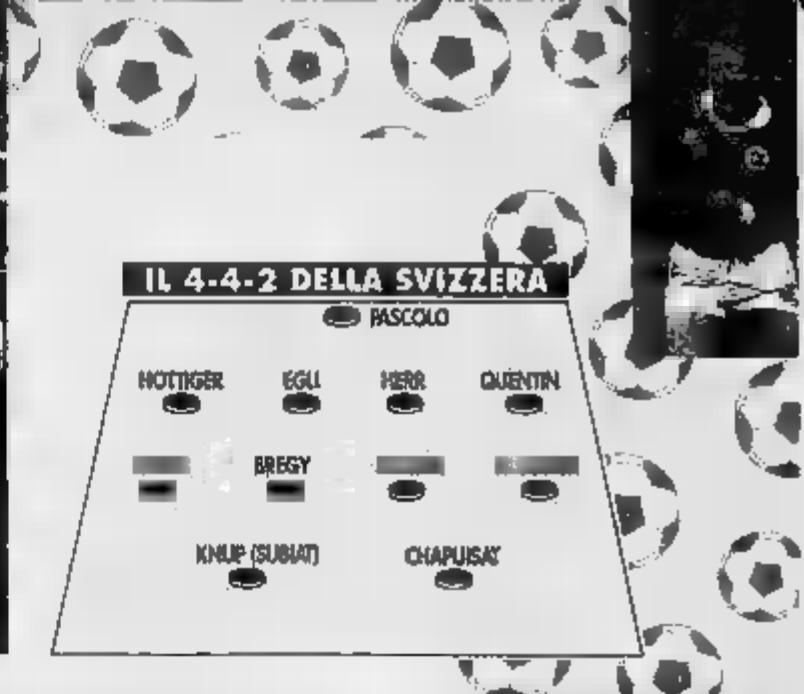 IL 4-4-2 DELLA SVIZZERA
PASCOLO
HOTTIGER EGLI HERR QUENTIN
BREGY
KNUP (SUBIAT) CHAPUISAT